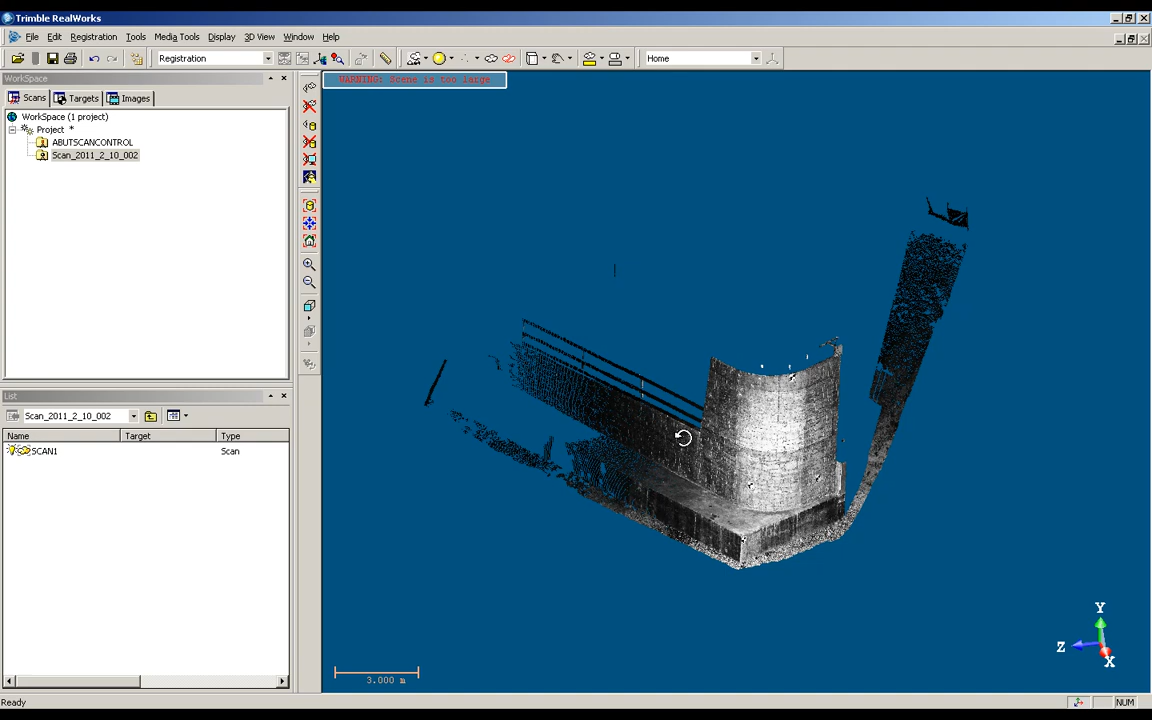 Trimble RealWorks
File Edit Registration Tools Media Tools Display 3D View Window Help
Registration
Home
WorkSpace
Scans Targets Images
WorkSpace (1 project)
Project *
ABUTSCANCONTROL
Scan_2011_2_10_002
List
Scan_2011_2_10_002
Name Target Type
SCAN1 Scan
WARNING: Scene is too large
3.000 m
Y
Z
X
Ready
NUM